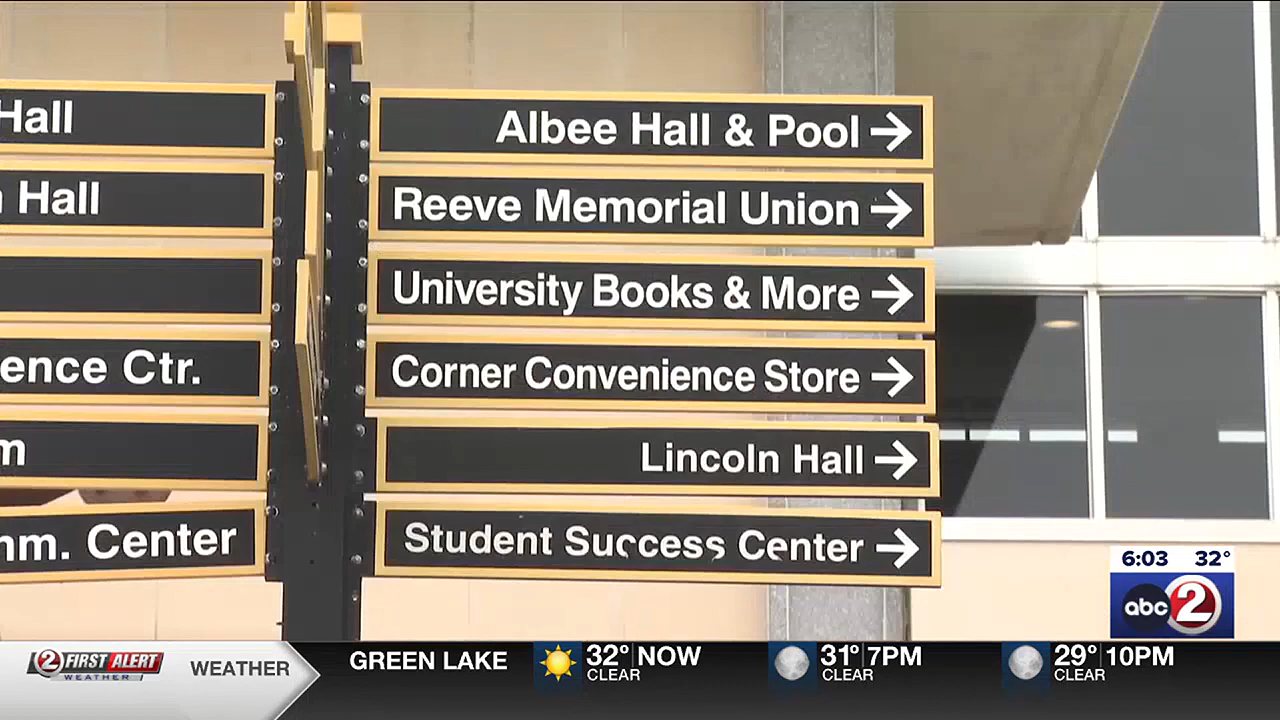 Hall
Hall
ence Ctr.
m
mm. Center
Albee Hall & Pool
Reeve Memorial Union
University Books & More
Corner Convenience Store
Lincoln Hall
Student Success Center
6:03 32°
abc 2
2 FIRST ALERT
WEATHER
WEATHER
GREEN LAKE
32° NOW
CLEAR
31° 7PM
CLEAR
29° 10PM
CLEAR